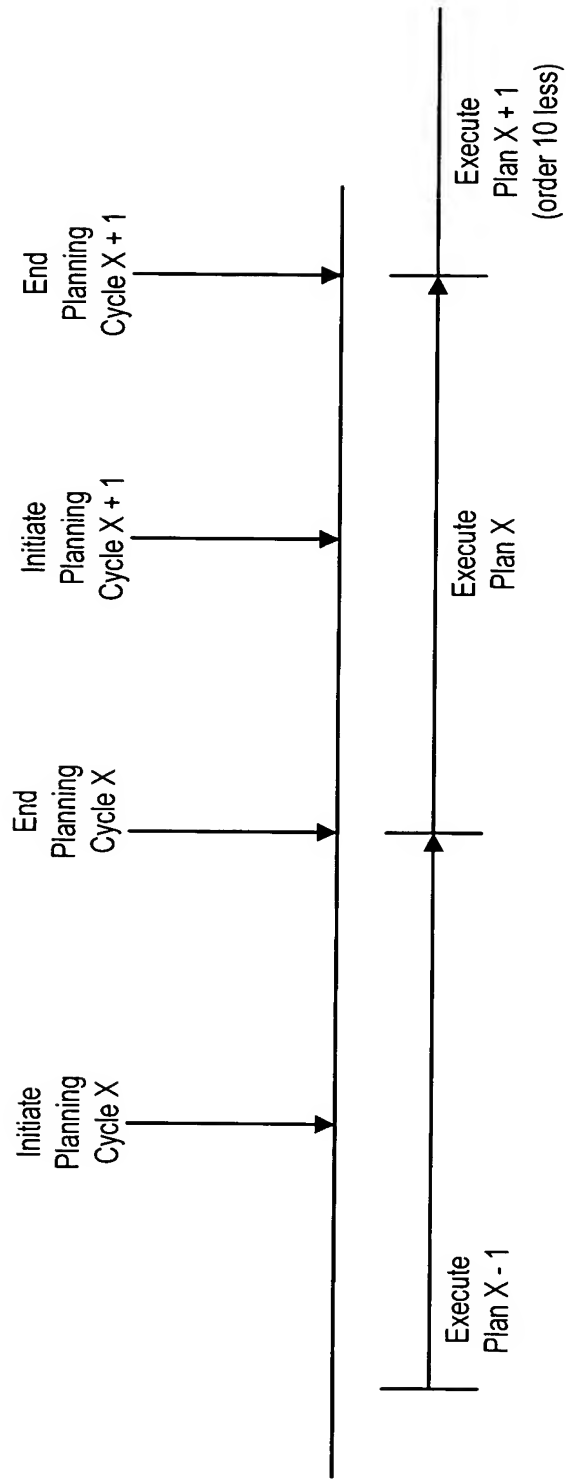 Initiate
Planning
Cycle X
End
Planning
Cycle X
Initiate
Planning
Cycle X + 1
End
Planning
Cycle X + 1
Execute
Plan X - 1
Execute
Plan X
Execute
Plan X + 1
(order 10 less)